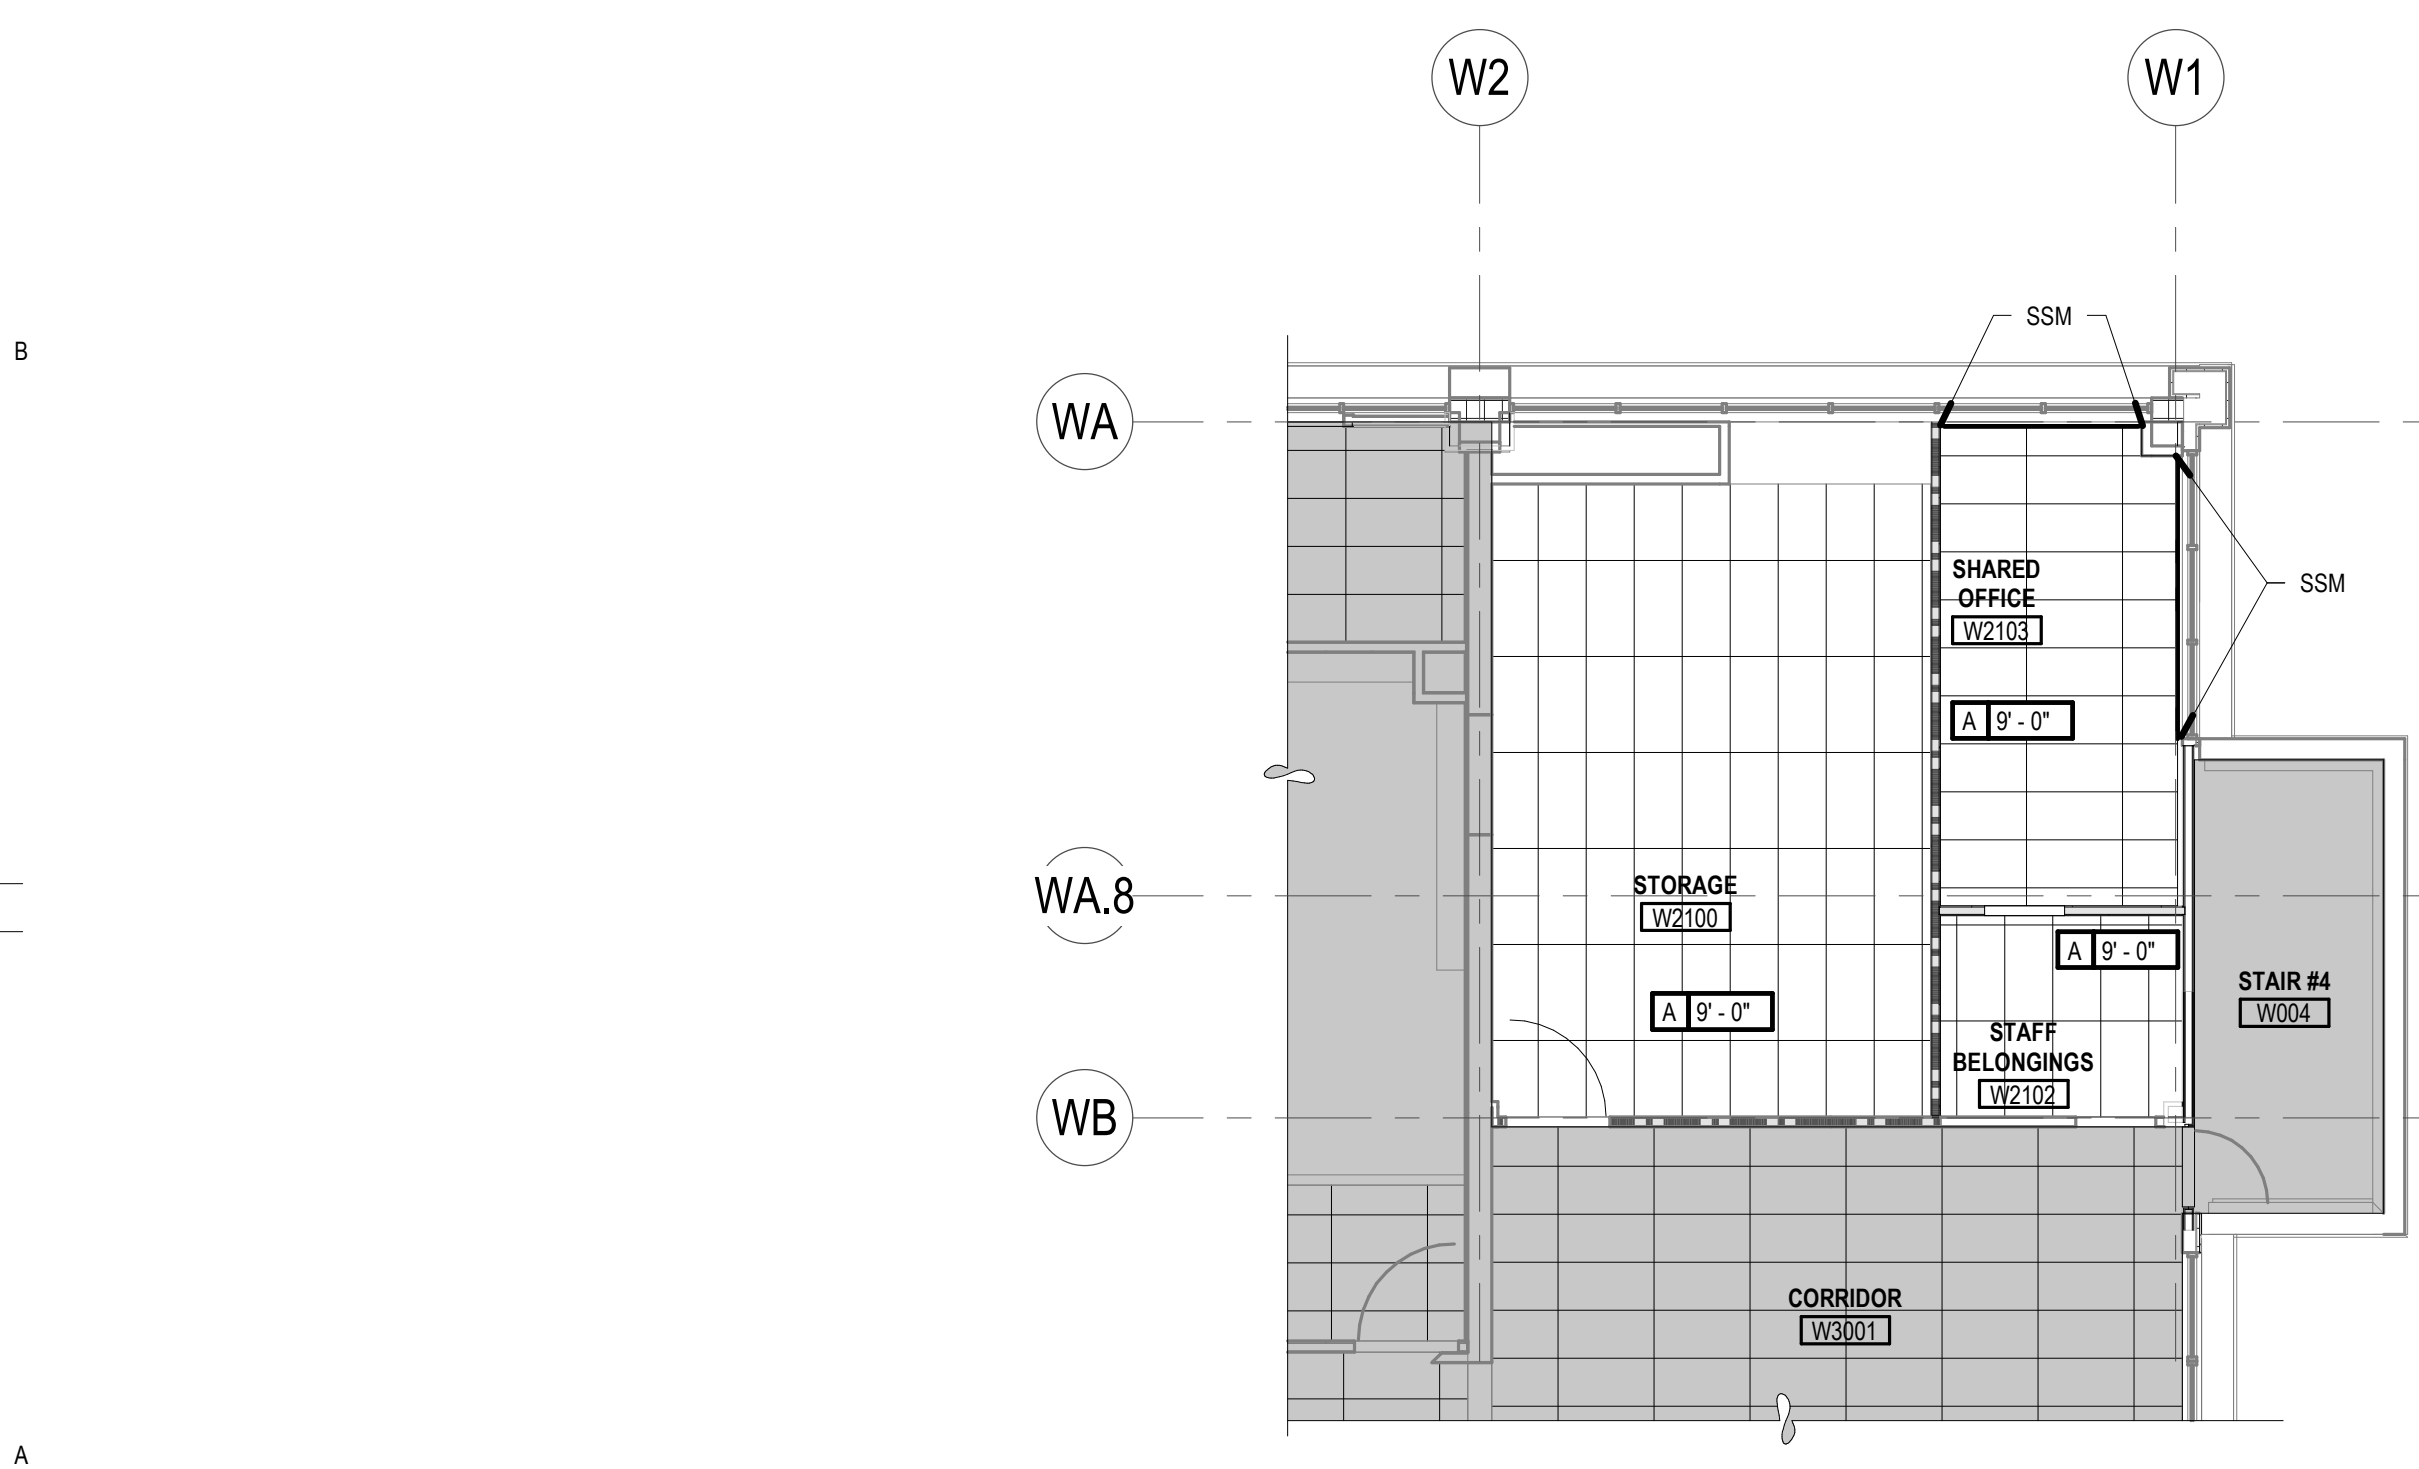 W2
W1
SSM
B
WA
SHARED
OFFICE
W2103
SSM
A 9' - 0"
STORAGE
W2100
WA.8
A 9' - 0"
STAIR #4
W004
A 9' - 0"
STAFF
BELONGINGS
W2102
WB
CORRIDOR
W3001
A